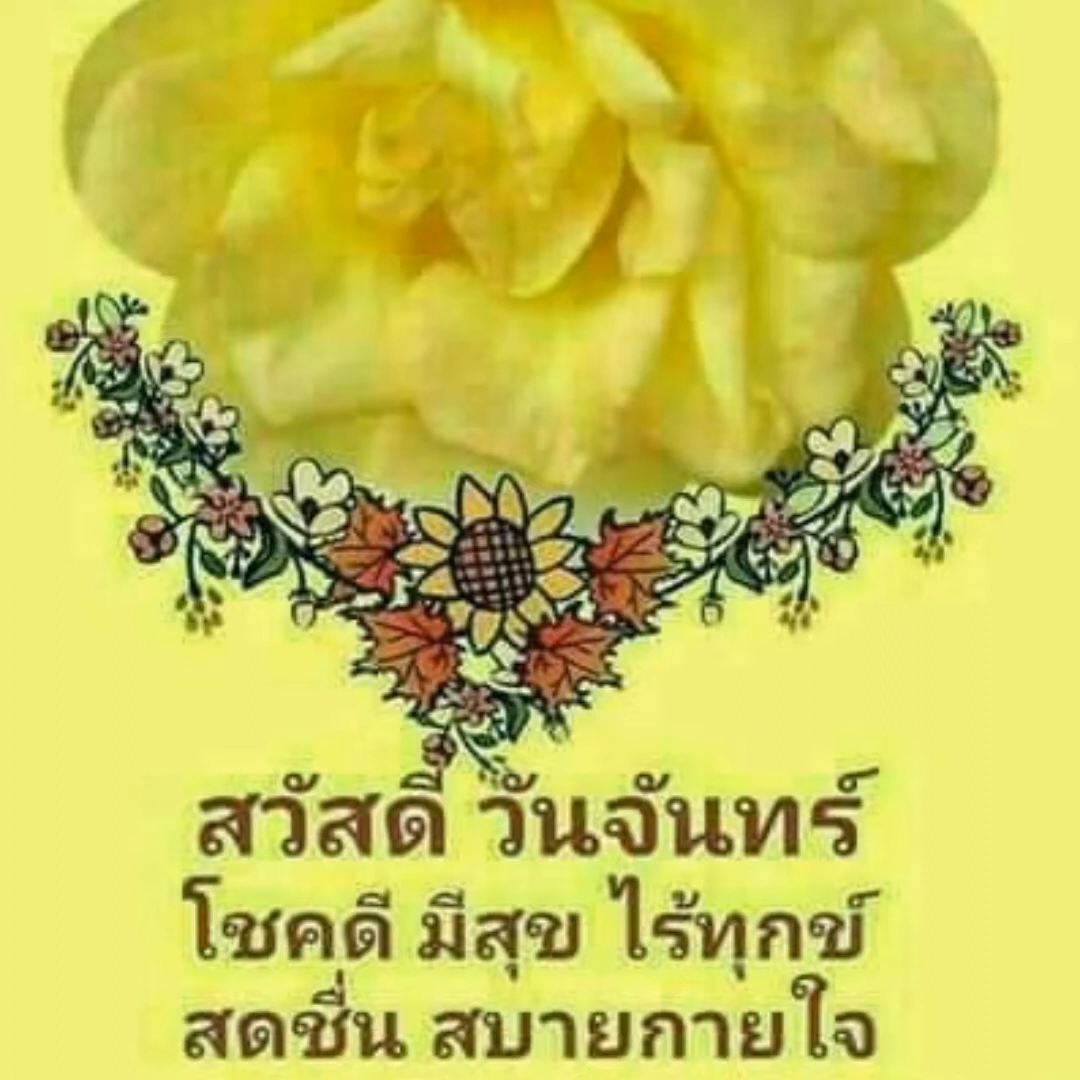 สวัสดี วันจันทร์
โชคดี มีสุข ไร้ทุกข์
สดชื่น สบายกายใจ